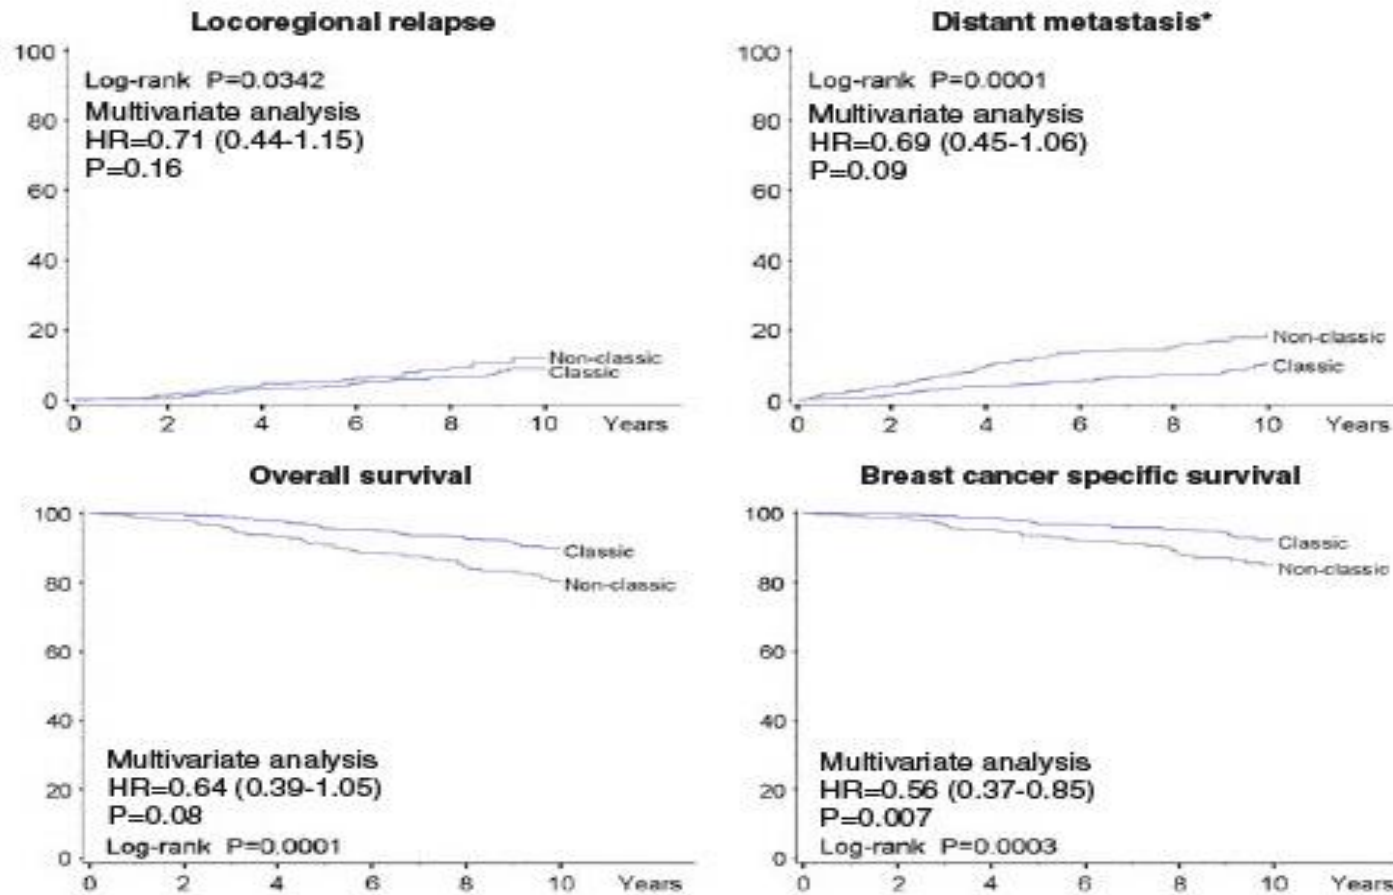 Locoregional relapse
100
Log-rank P=0.0342
Multivariate analysis
80
HR=0.71 (0.44-1.15)
P=0.16
60
40
20
Non-classic
Classic
0
0 2 4 6 8 10 Years
Distant metastasis*
100
Log-rank P=0.0001
Multivariate analysis
80
HR=0.69 (0.45-1.06)
P=0.09
60
40
20
Non-classic
Classic
0
0 2 4 6 8 10 Years
Overall survival
100
Classic
80
Non-classic
60
40
Multivariate analysis
HR=0.64 (0.39-1.05)
20
P=0.08
Log-rank P=0.0001
0
0 2 4 6 8 10 Years
Breast cancer specific survival
100
Classic
Non-classic
80
60
40
Multivariate analysis
HR=0.56 (0.37-0.85)
20
P=0.007
Log-rank P=0.0003
0
0 2 4 6 8 10 Years